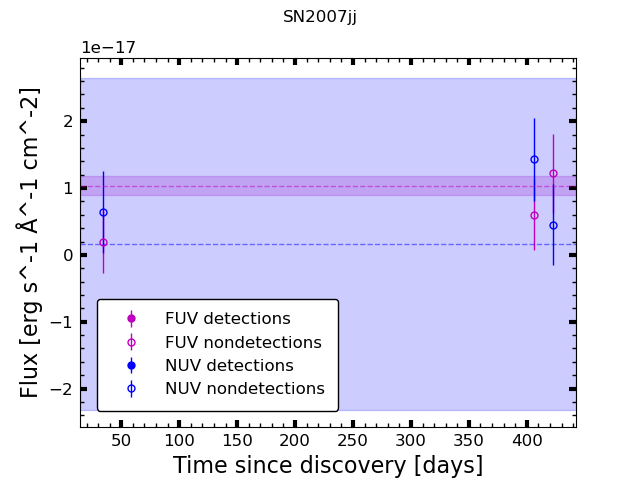 SN2007jj
1e−17
Flux [erg s^-1 Å^-1 cm^-2]
2
1
0
−1
−2
FUV detections
FUV nondetections
NUV detections
NUV nondetections
50 100 150 200 250 300 350 400
Time since discovery [days]